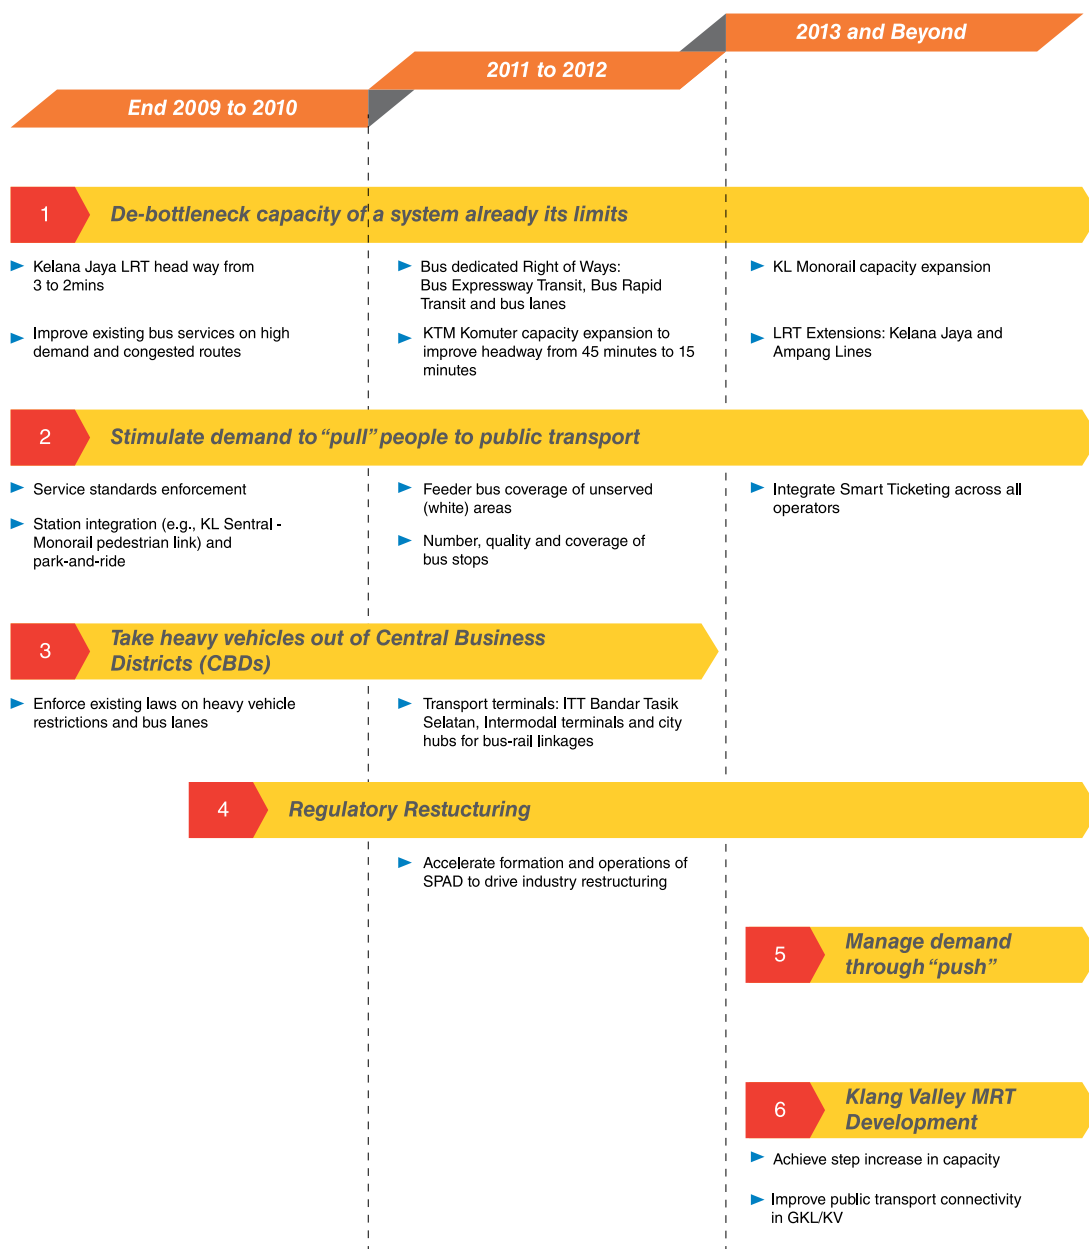 2013 and Beyond
2011 to 2012
End 2009 to 2010
1
De-bottleneck capacity of a system already its limits
Kelana Jaya LRT head way from
3 to 2mins
Improve existing bus services on high
demand and congested routes
Bus dedicated Right of Ways:
Bus Expressway Transit, Bus Rapid
Transit and bus lanes
KTM Komuter capacity expansion to
improve headway from 45 minutes to 15
minutes
KL Monorail capacity expansion
LRT Extensions: Kelana Jaya and
Ampang Lines
2
Stimulate demand to “pull” people to public transport
Service standards enforcement
Station integration (e.g., KL Sentral -
Monorail pedestrian link) and
park-and-ride
Feeder bus coverage of unserved
(white) areas
Number, quality and coverage of
bus stops
Integrate Smart Ticketing across all
operators
3
Take heavy vehicles out of Central Business
Districts (CBDs)
Enforce existing laws on heavy vehicle
restrictions and bus lanes
Transport terminals: ITT Bandar Tasik
Selatan, Intermodal terminals and city
hubs for bus-rail linkages
4
Regulatory Restucturing
Accelerate formation and operations of
SPAD to drive industry restructuring
5
Manage demand
through “push”
6
Klang Valley MRT
Development
Achieve step increase in capacity
Improve public transport connectivity
in GKL/KV